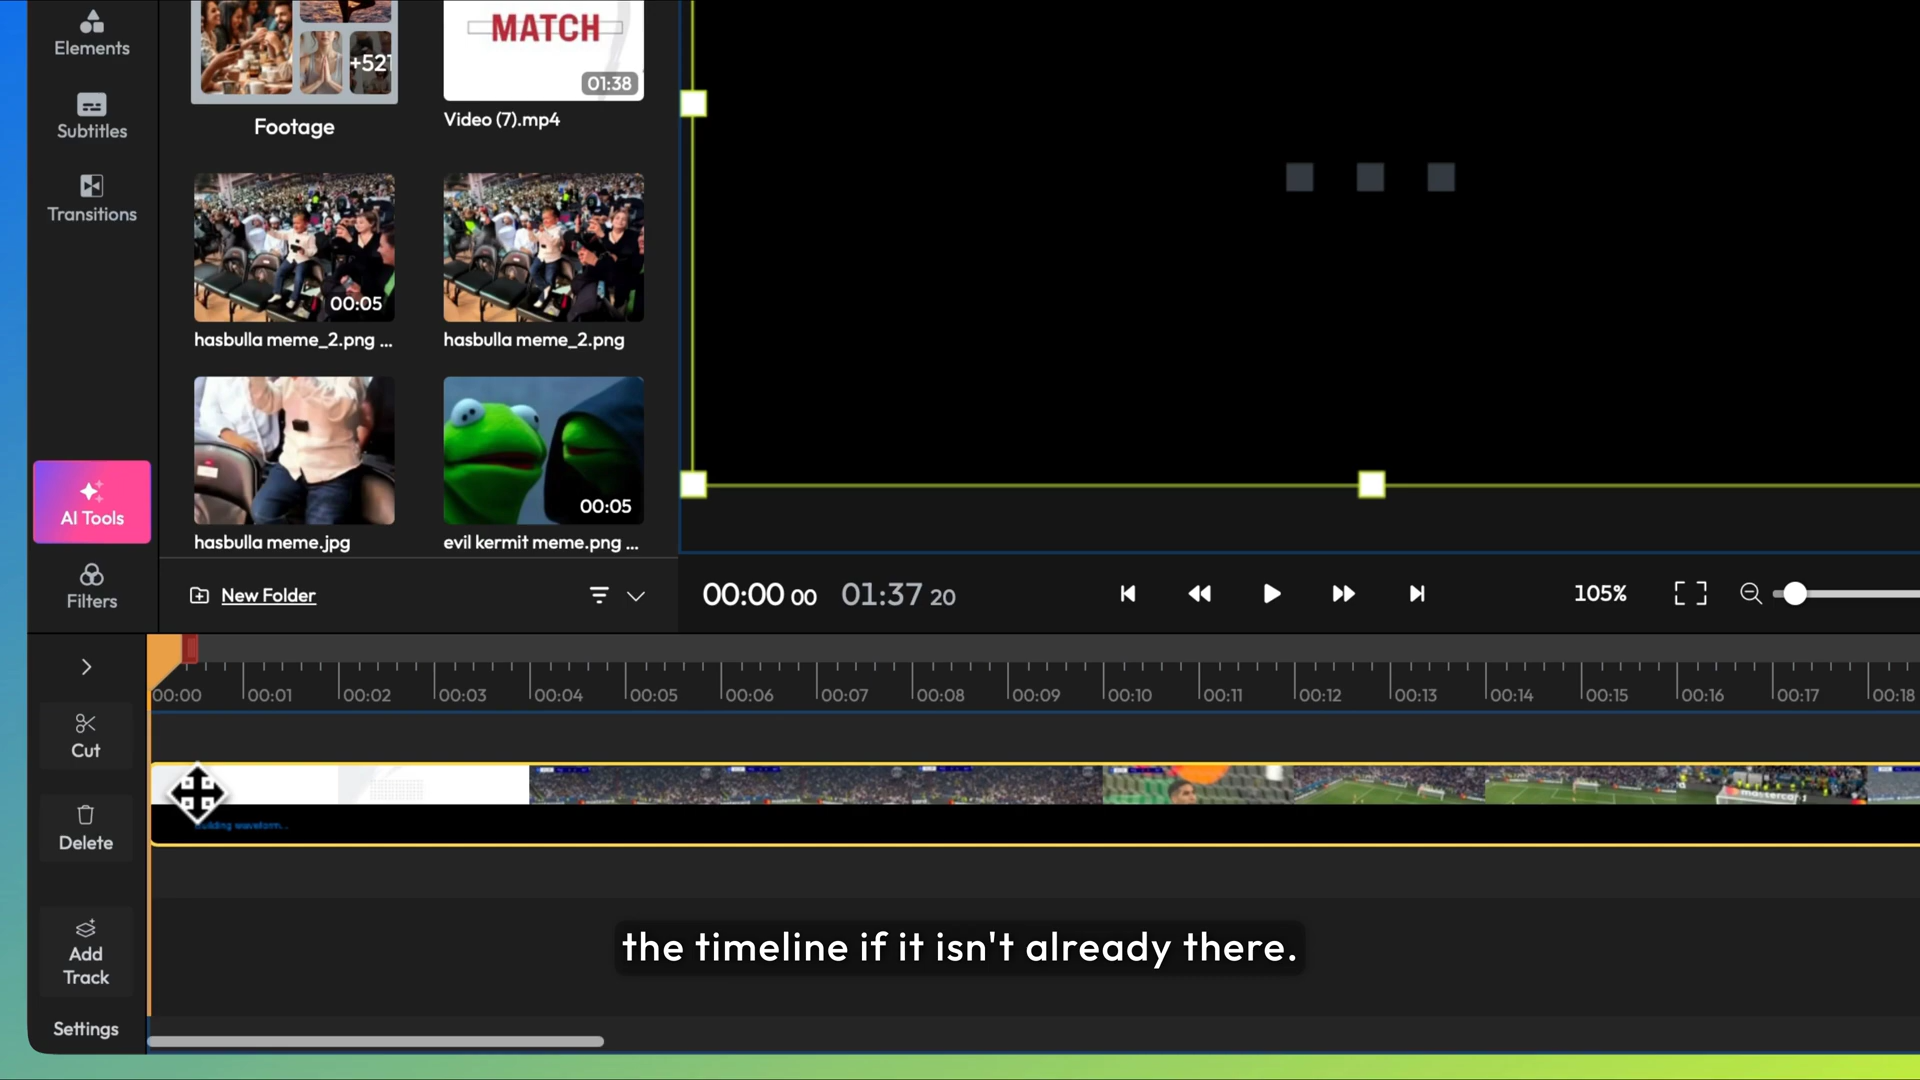 Elements
Subtitles
Transitions
AI Tools
Filters
+521
Footage
MATCH
01:38
Video (7).mp4
00:05
hasbulla meme_2.png ...
hasbulla meme_2.png
hasbulla meme.jpg
00:05
evil kermit meme.png ...
New Folder
00:00 00
01:37 20
105%
00:00
00:01
00:02
00:03
00:04
00:05
00:06
00:07
00:08
00:09
00:10
00:11
00:12
00:13
00:14
00:15
00:16
00:17
00:18
Cut
Delete
Add
Track
Settings
Building waveform...
mastercard
the timeline if it isn't already there.